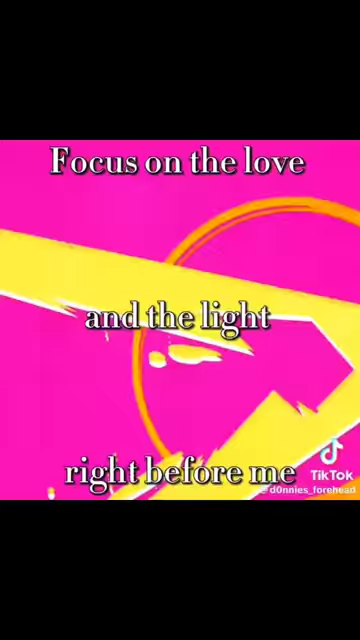 Focus on the love
and the light
right before me
TikTok
@d0nnies_forehead